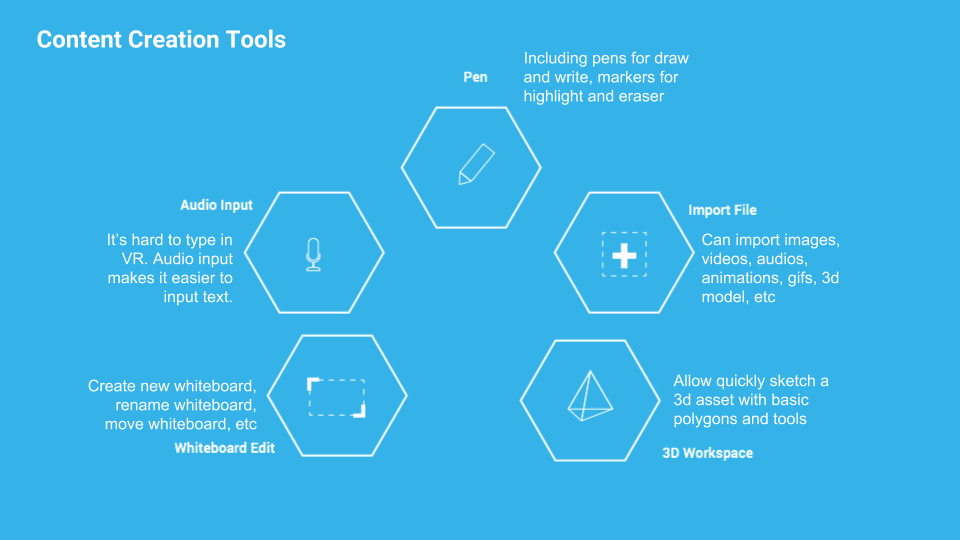 Content Creation Tools
Pen
Including pens for draw
and write, markers for
highlight and eraser
Audio Input
It's hard to type in
VR. Audio input
makes it easier to
input text.
Import File
Can import images,
videos, audios,
animations, gifs, 3d
model, etc
Create new whiteboard,
rename whiteboard,
move whiteboard, etc
Whiteboard Edit
Allow quickly sketch a
3d asset with basic
polygons and tools
3D Workspace